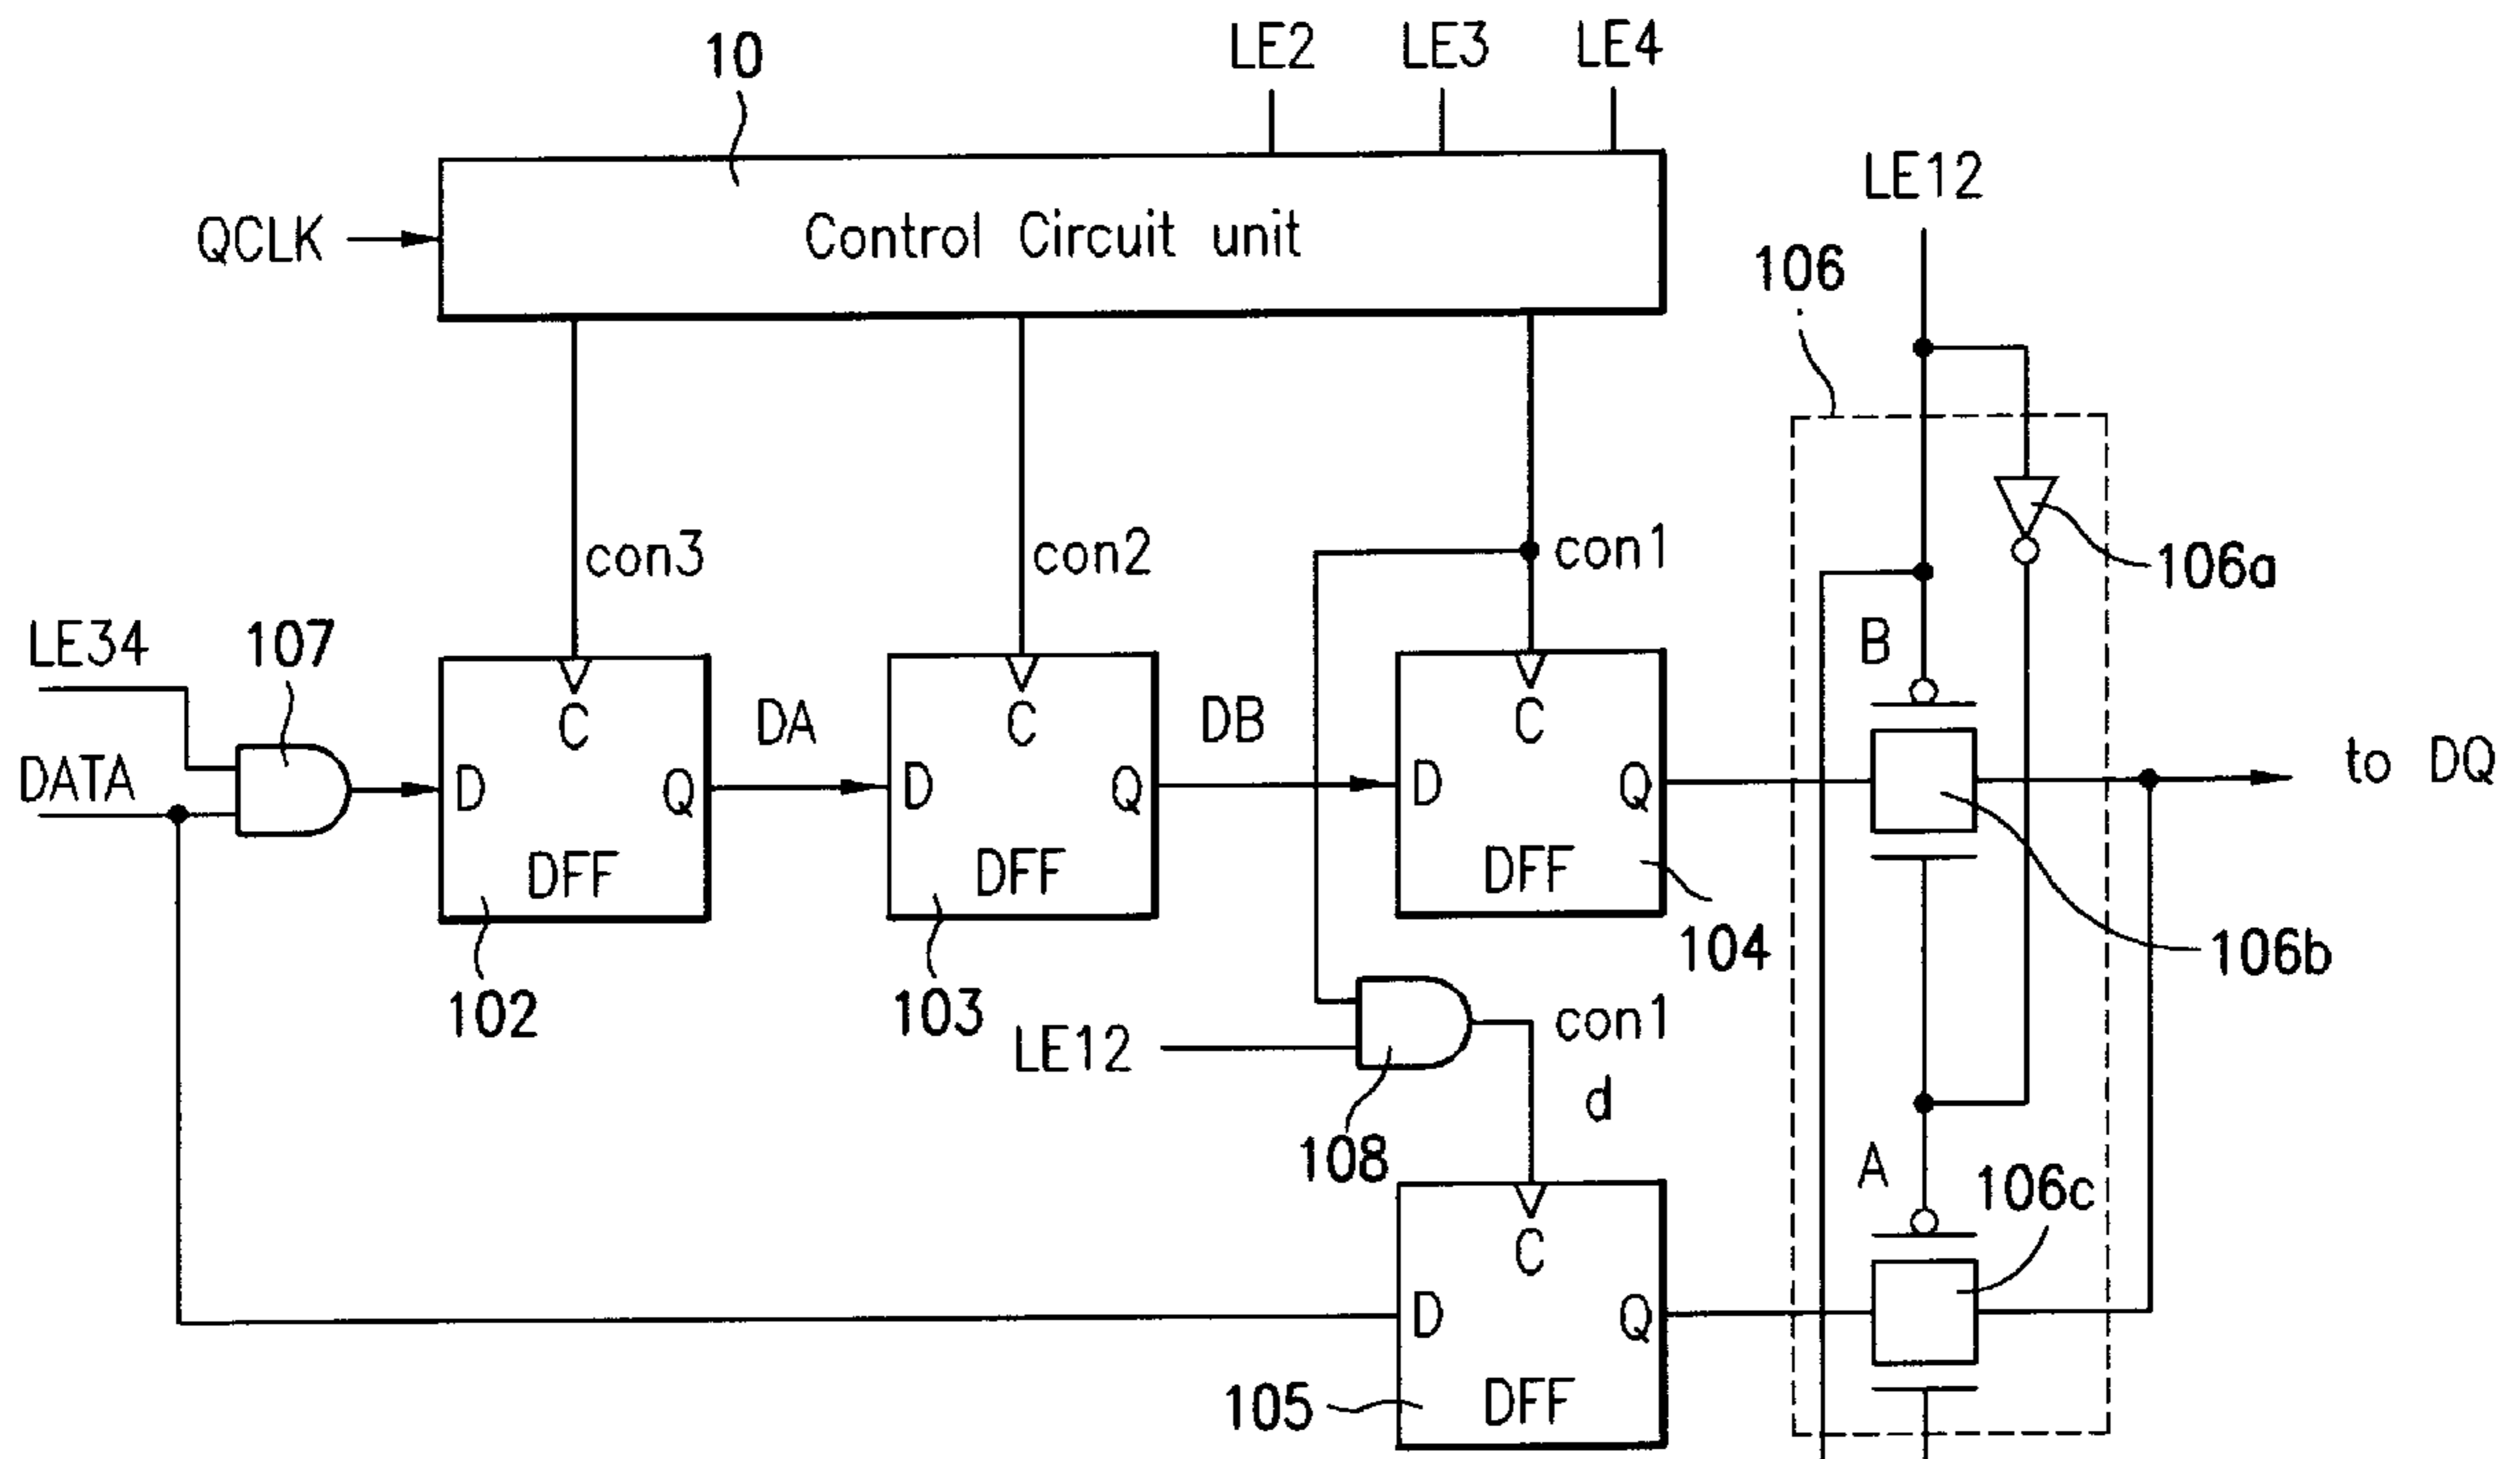 10
LE2
LE3
LE4
LE12
QCLK
Control Circuit unit
106
con3
con2
con1
106a
LE34
107
B
DATA
D
C
Q
DFF
DA
D
C
Q
DFF
DB
D
C
Q
DFF
to DQ
102
103
104
106b
LE12
con1
d
108
A
106c
D
C
Q
DFF
105